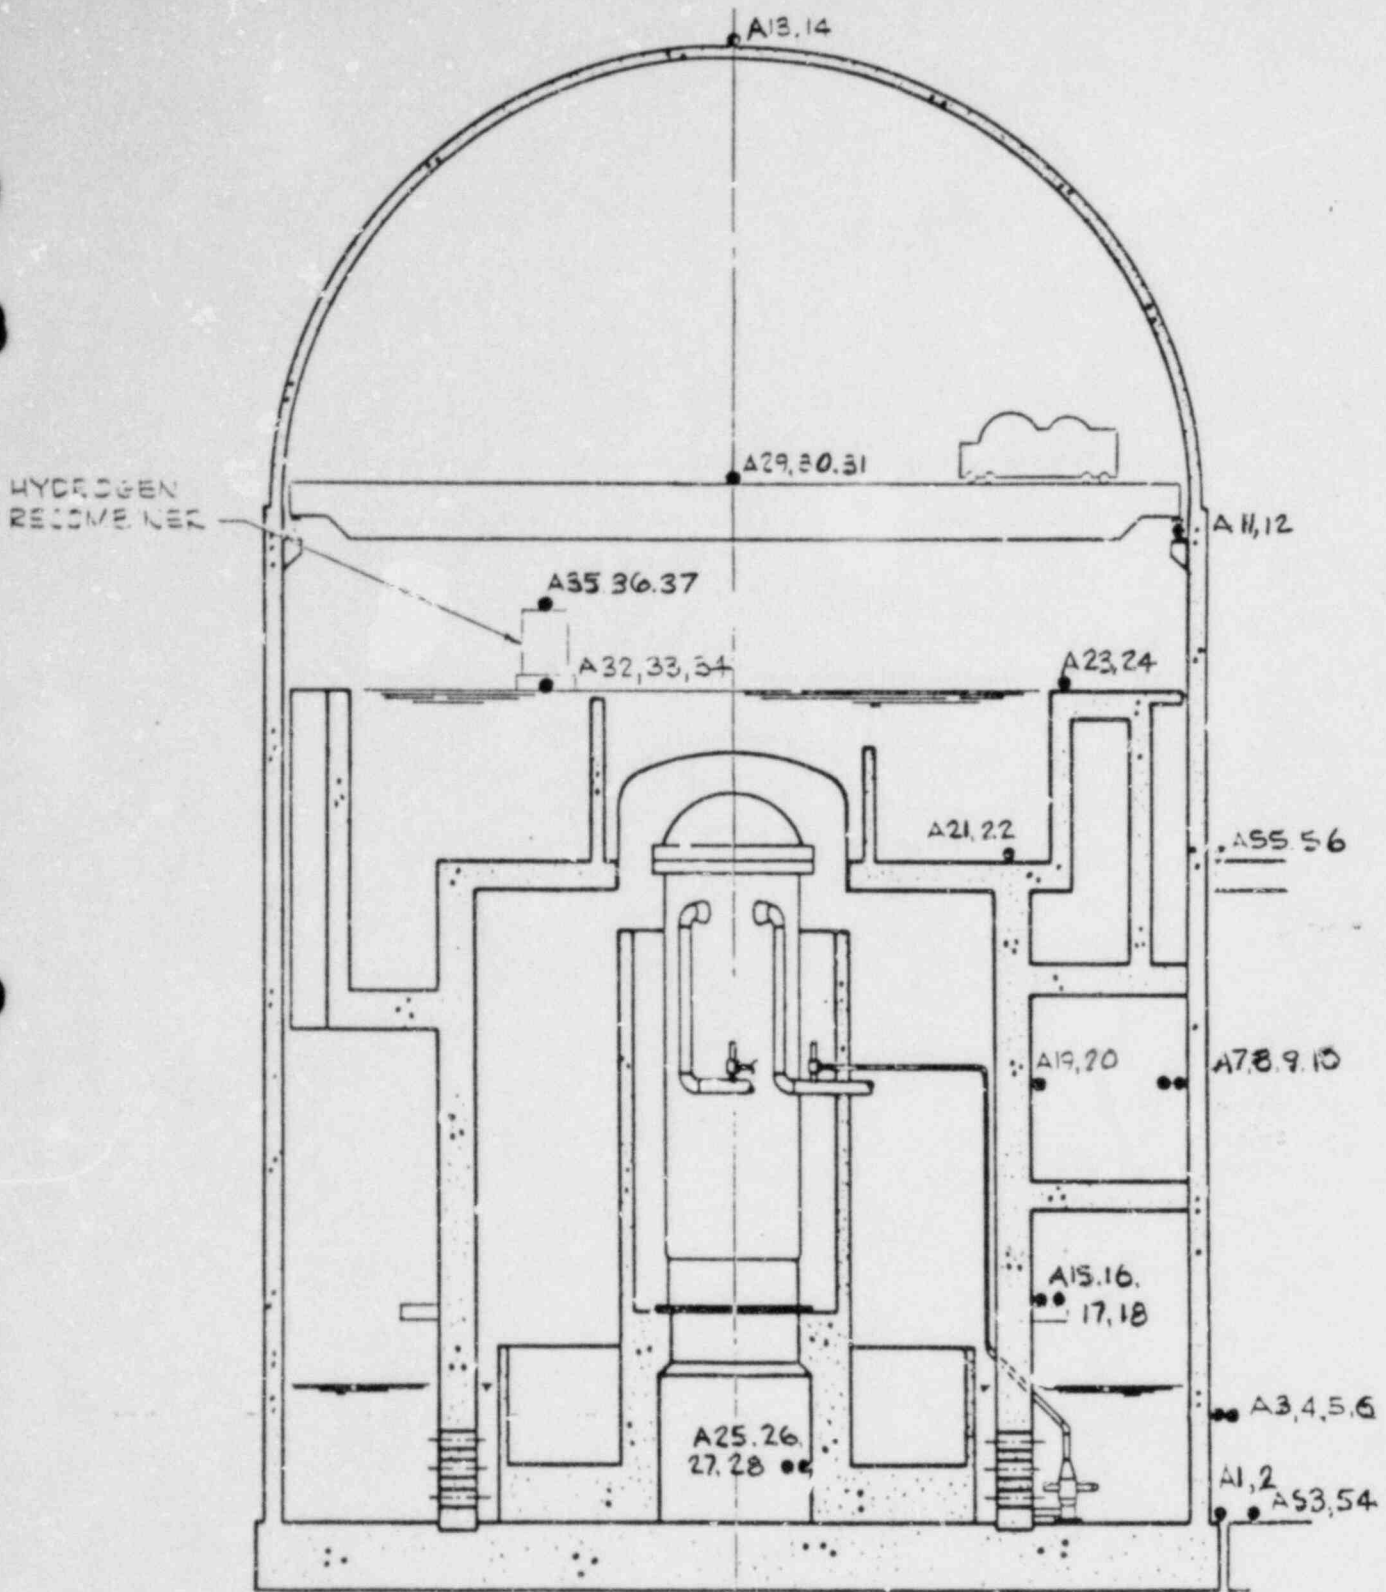 A13,14
A29,30,31
HYDROGEN
RECOMBINER
A11,12
A35.36.37
A32,33,34
A23,24
A21,22
A55.56
A19,20
A7,8.9.10
A15.16.
17,18
A3,4,5,6
A25.26,
27,28
A1,2
A53,54